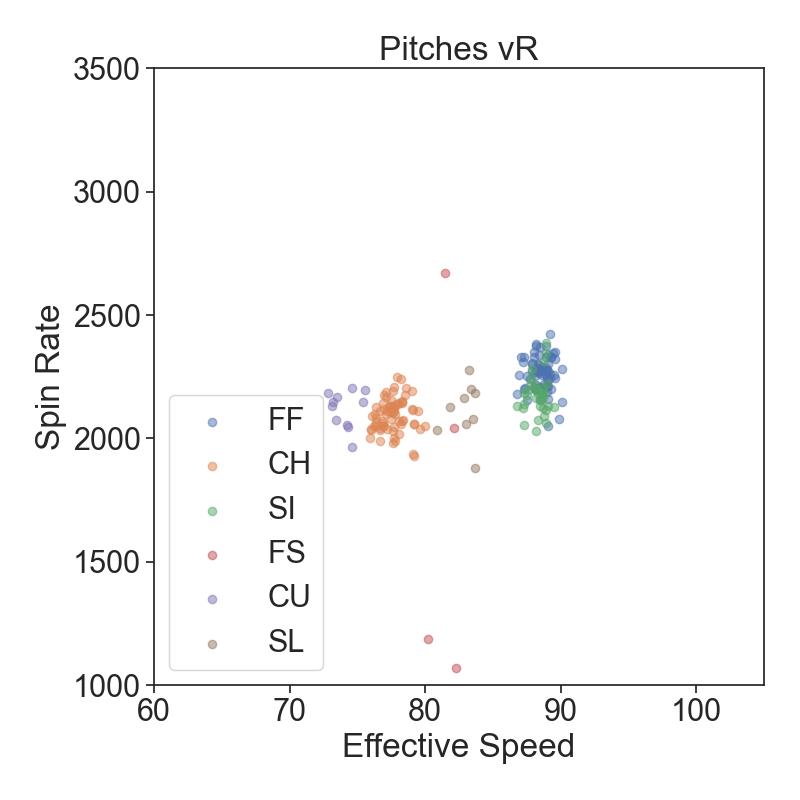 Pitches vR
3500
3000
2500
2000
1500
1000
Spin Rate
FF
CH
SI
FS
CU
SL
60 70 80 90 100
Effective Speed